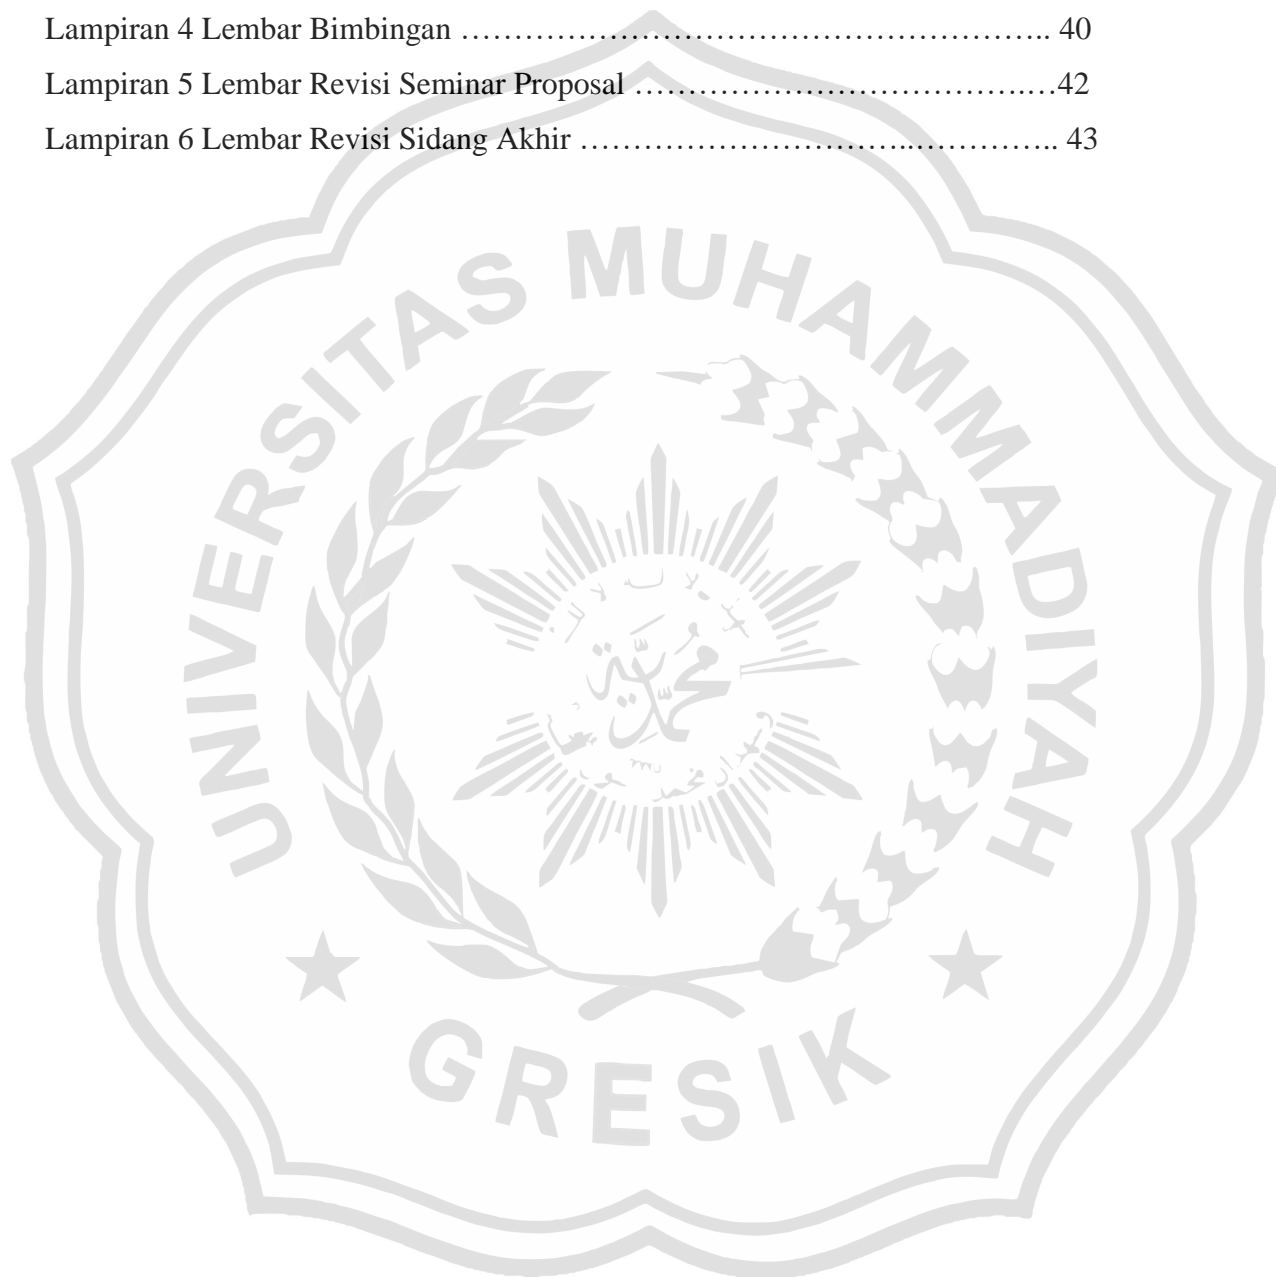 Lampiran 4 Lembar Bimbingan ……………………………………………….. 40
Lampiran 5 Lembar Revisi Seminar Proposal ……………………………….…42
Lampiran 6 Lembar Revisi Sidang Akhir …………………………..………….. 43
UNIVERSITAS MUHAMMADIYAH
محمدية
GRESIK